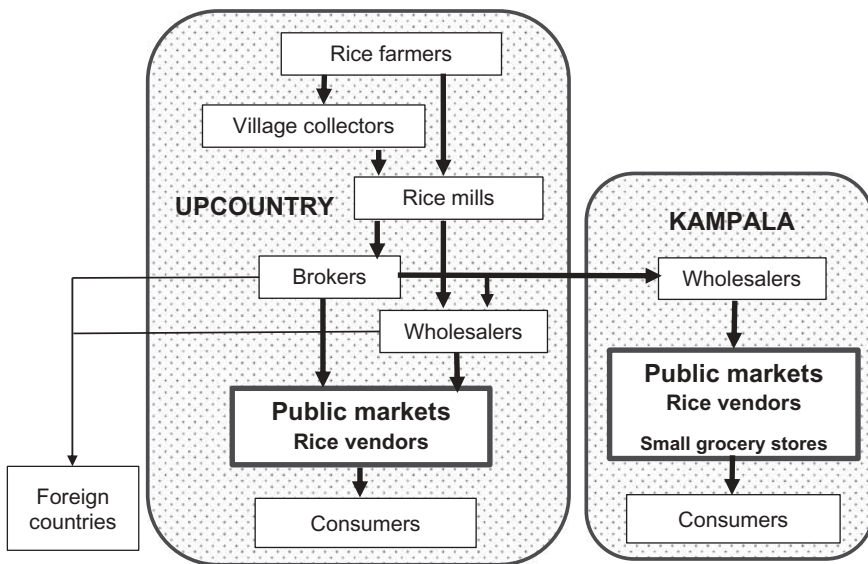 Rice farmers
Village collectors
UPCOUNTRY
Rice mills
KAMPALA
Brokers
Wholesalers
Wholesalers
Public markets
Rice vendors
Public markets
Rice vendors
Small grocery stores
Foreign
countries
Consumers
Consumers